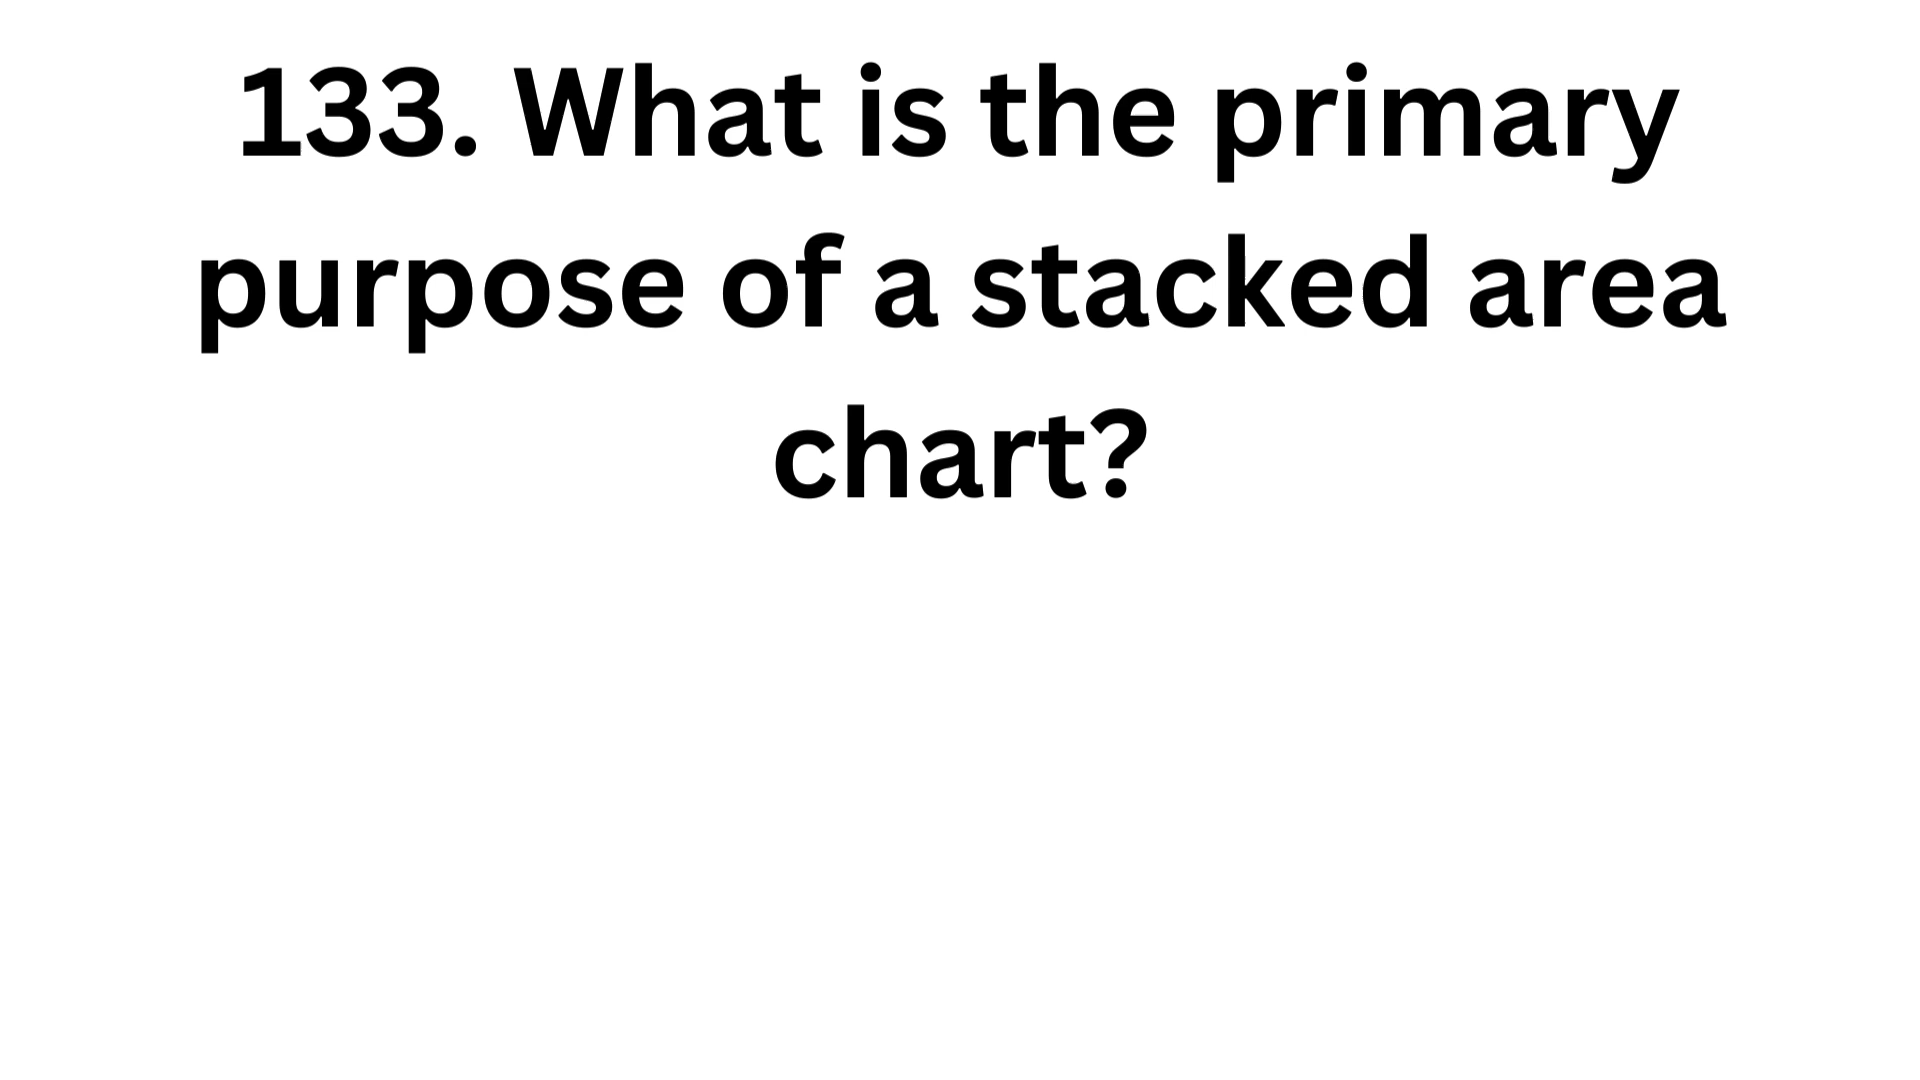 133. What is the primary
purpose of a stacked area
chart?